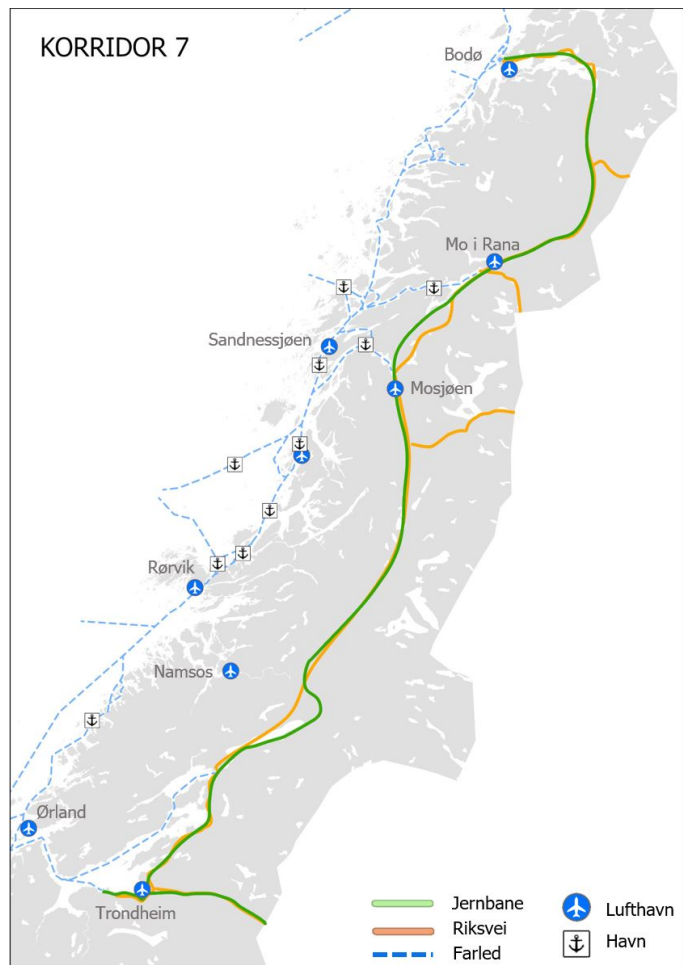 KORRIDOR 7
Bodø
Mo i Rana
Sandnessjøen
Mosjøen
Rørvik
Namsos
Ørland
Trondheim
Jernbane
Riksvei
Farled
Lufthavn
Havn